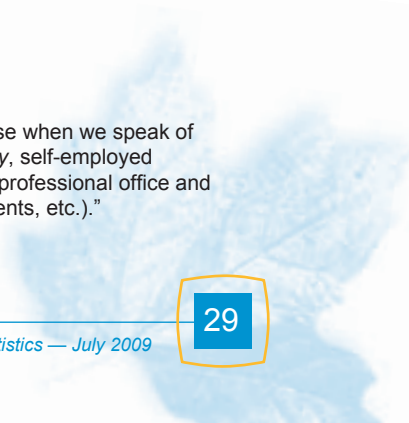 se when we speak of
y, self-employed
professional office and
ents, etc.)."
29
tistics — July 2009